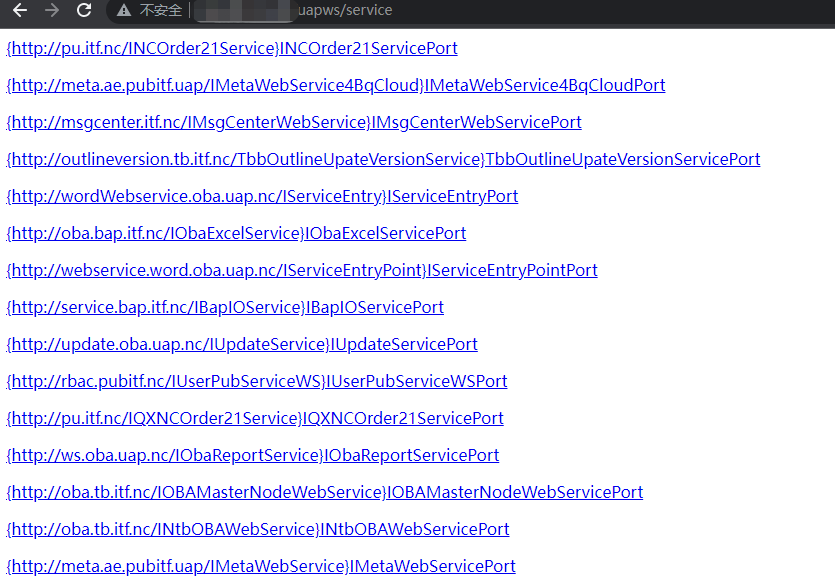 不安全 | uapws/service
{http://pu.itf.nc/INCOrder21Service}INCOrder21ServicePort
{http://meta.ae.pubitf.uap/IMetaWebService4BqCloud}IMetaWebService4BqCloudPort
{http://msgcenter.itf.nc/IMsgCenterWebService}IMsgCenterWebServicePort
{http://outlineversion.tb.itf.nc/TbbOutlineUpateVersionService}TbbOutlineUpateVersionServicePort
{http://wordWebservice.oba.uap.nc/IServiceEntry}IServiceEntryPort
{http://oba.bap.itf.nc/IObaExcelService}IObaExcelServicePort
{http://webservice.word.oba.uap.nc/IServiceEntryPoint}IServiceEntryPointPort
{http://service.bap.itf.nc/IBapIOService}IBapIOServicePort
{http://update.oba.uap.nc/IUpdateService}IUpdateServicePort
{http://rbac.pubitf.nc/IUserPubServiceWS}IUserPubServiceWSPort
{http://pu.itf.nc/IQXNCOrder21Service}IQXNCOrder21ServicePort
{http://ws.oba.uap.nc/IObaReportService}IObaReportServicePort
{http://oba.tb.itf.nc/IOBAMasterNodeWebService}IOBAMasterNodeWebServicePort
{http://oba.tb.itf.nc/INtbOBAWebService}INtbOBAWebServicePort
{http://meta.ae.pubitf.uap/IMetaWebService}IMetaWebServicePort